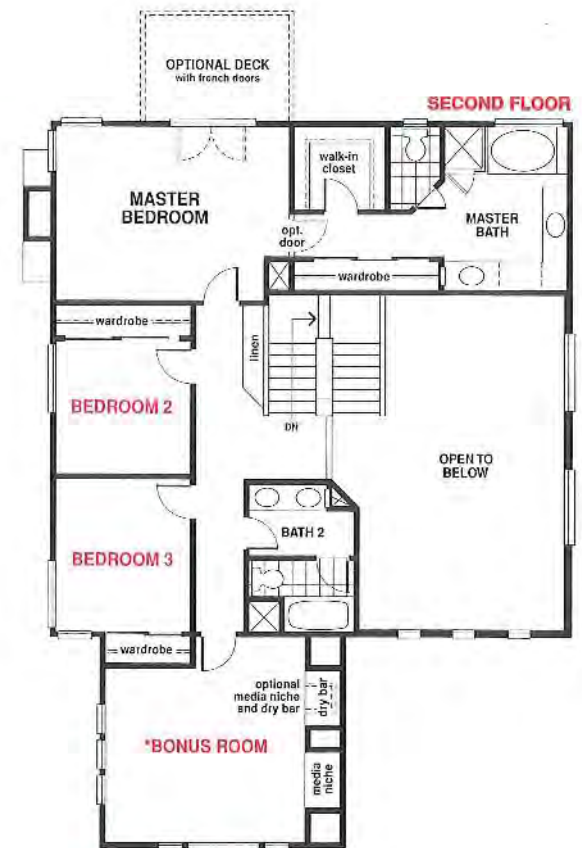 OPTIONAL DECK
with french doors
SECOND FLOOR
walk-in
closet
MASTER
BEDROOM
opt.
door
MASTER
BATH
wardrobe
wardrobe
linen
BEDROOM 2
DN
OPEN TO
BELOW
BATH 2
BEDROOM 3
wardrobe
optional
media niche
and dry bar
dry bar
*BONUS ROOM
media
niche